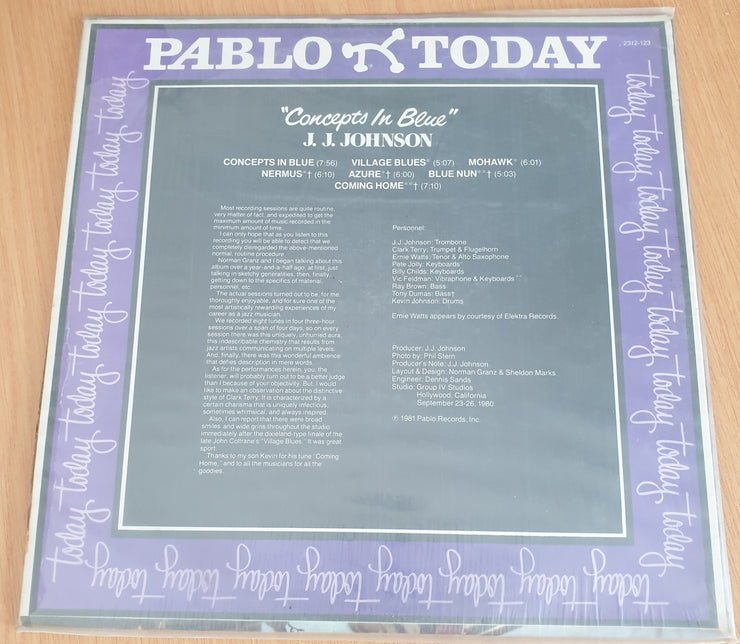 PABLO TODAY
2312-123
"Concepts In Blue"
J. J. JOHNSON
CONCEPTS IN BLUE (7:56) VILLAGE BLUES* (5:07) MOHAWK* (6:01)
NERMUS*† (6:10) AZURE*† (6:00) BLUE NUN**† (5:03)
COMING HOME**† (7:10)
Most recording sessions are quite routine,
very matter of fact, and expedited to get the
maximum amount of music recorded in the
minimum amount of time.
I can only hope that as you listen to this
recording you will be able to detect that we
completely disregarded the above-mentioned
normal, routine procedure.
Norman Granz and I began talking about this
album over a year-and-a-half ago; at first, just
talking in sketchy generalities, then, finally,
getting down to the specifics of material,
personnel, etc.
The actual sessions turned out to be, for me,
thoroughly enjoyable, and for sure one of the
most artistically rewarding experiences of my
career as a jazz musician.
We recorded eight tunes in four three-hour
sessions over a span of four days, so on every
session there was this uniquely, unhurried aura,
this indescribable chemistry that results from
jazz artists communicating on multiple levels.
And, finally, there was this wonderful ambience
that defies description in mere words.
As for the performances herein, you, the
listener, will probably turn out to be a better judge
than I because of your objectivity. But, I would
like to make an observation about the distinctive
style of Clark Terry: It is characterized by a
certain charisma that is uniquely infectious,
sometimes whimsical, and always inspired.
Also, I can report that there were broad
smiles and wide grins throughout the studio
immediately after the dixieland-type finale of the
late John Coltrane's "Village Blues." It was great
sport.
Thanks to my son Kevin for his tune "Coming
Home," and to all the musicians for all the
goodies.
Personnel:
J.J. Johnson: Trombone
Clark Terry: Trumpet & Flugelhorn
Ernie Watts: Tenor & Alto Saxophone
Pete Jolly: Keyboards*
Billy Childs: Keyboards
Vic Feldman: Vibraphone & Keyboards**
Ray Brown: Bass
Tony Dumas: Bass†
Kevin Johnson: Drums
Ernie Watts appears by courtesy of Elektra Records.
Producer: J.J. Johnson
Photo by: Phil Stern
Producer's Note: J.J. Johnson
Layout & Design: Norman Granz & Sheldon Marks
Engineer: Dennis Sands
Studio: Group IV Studios
Hollywood, California
September 23-26, 1980
℗ 1981 Pablo Records, Inc.
today today today today today today today
today today today today today today today
today today today today today today today today